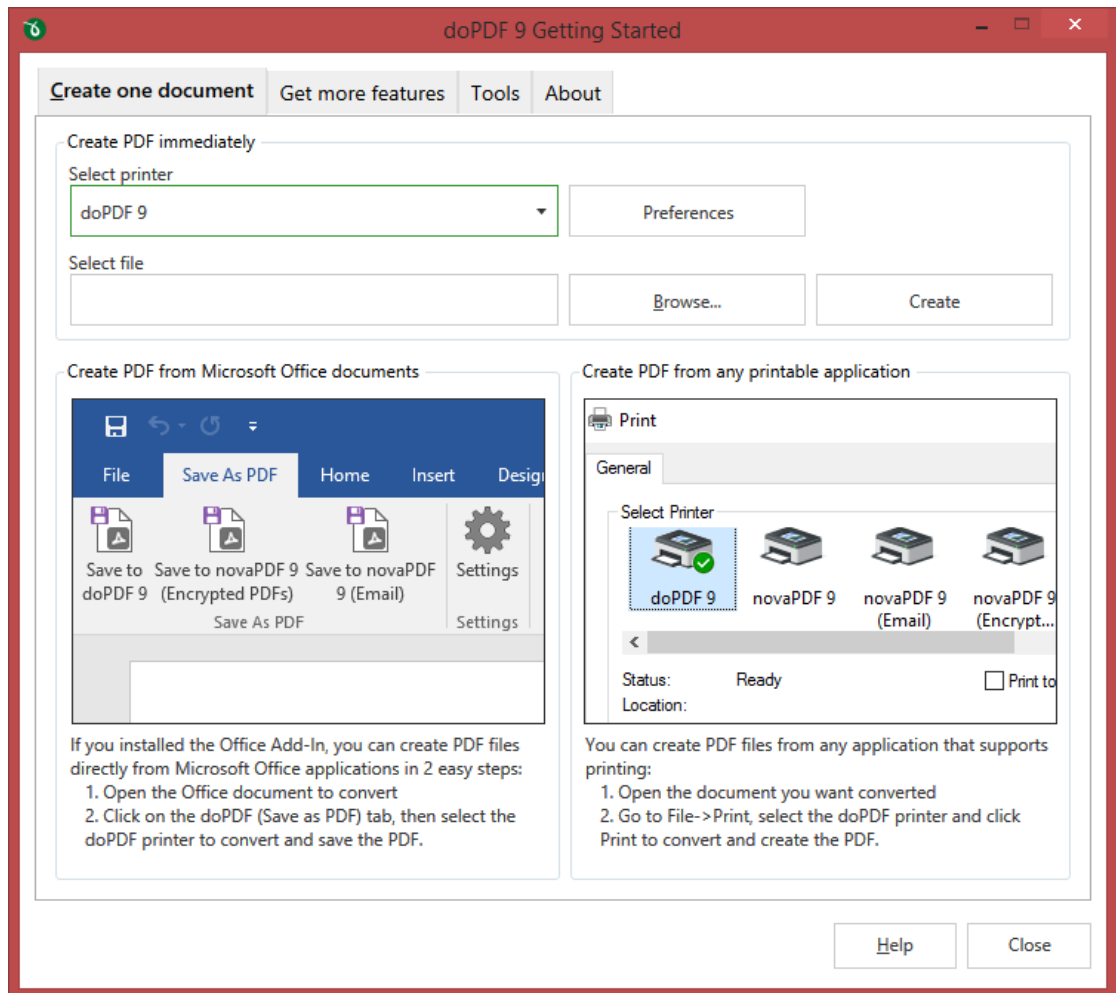 doPDF 9 Getting Started
Create one document
Get more features
Tools
About
Create PDF immediately
Select printer
doPDF 9
Preferences
Select file
Browse...
Create
Create PDF from Microsoft Office documents
File
Save As PDF
Home
Insert
Desig
Save to
doPDF 9
Save to novaPDF 9
(Encrypted PDFs)
Save to novaPDF
9 (Email)
Settings
Save As PDF
Settings
If you installed the Office Add-In, you can create PDF files
directly from Microsoft Office applications in 2 easy steps:
1. Open the Office document to convert
2. Click on the doPDF (Save as PDF) tab, then select the
doPDF printer to convert and save the PDF.
Create PDF from any printable application
Print
General
Select Printer
doPDF 9
novaPDF 9
novaPDF 9
(Email)
novaPDF 9
(Encrypt...
Status:
Ready
Print to
Location:
You can create PDF files from any application that supports
printing:
1. Open the document you want converted
2. Go to File->Print, select the doPDF printer and click
Print to convert and create the PDF.
Help
Close